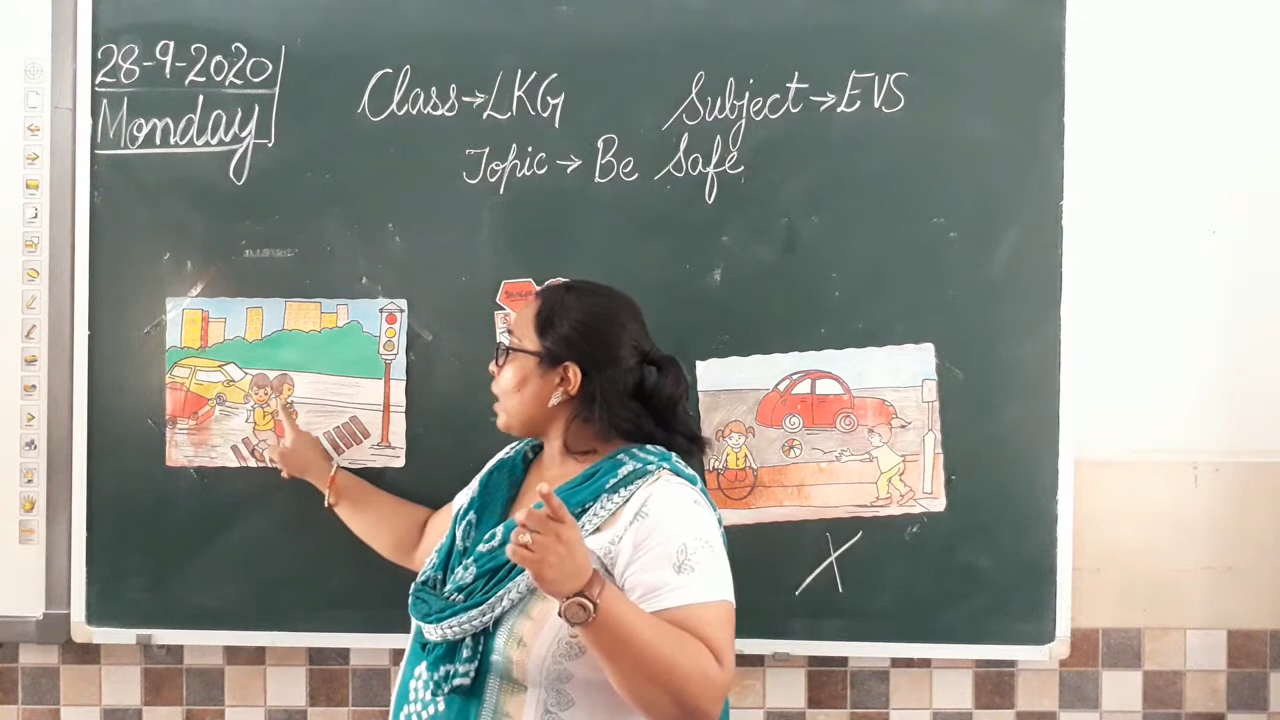 28-9-2020
Monday
Class→LKG
Subject→EVS
Topic→Be Safe